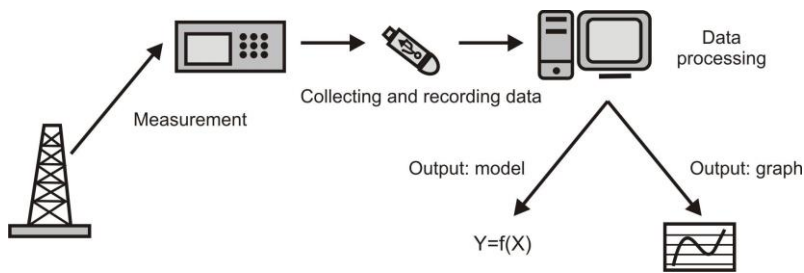 Data
processing
Collecting and recording data
Measurement
Output: model
Output: graph
Y=f(X)